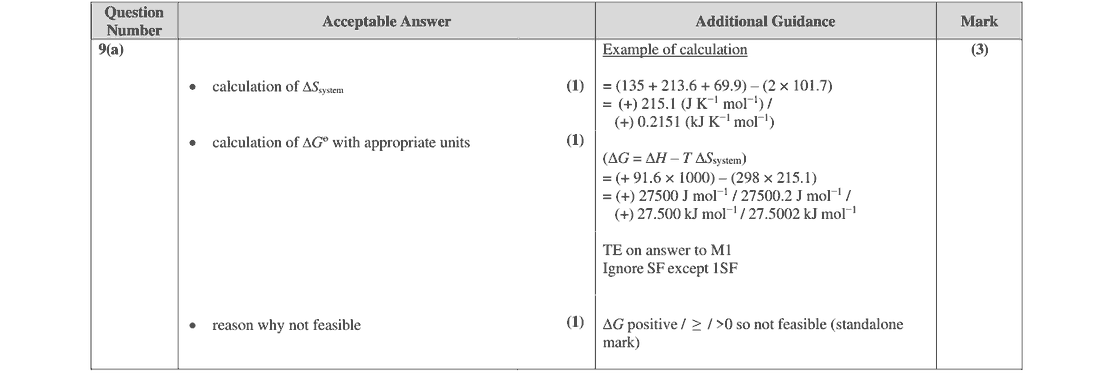 Question Number Acceptable Answer Additional Guidance Mark
9(a) Example of calculation (3)
• calculation of ΔSsystem (1) = (135 + 213.6 + 69.9) – (2 × 101.7)
= (+) 215.1 (J K⁻¹ mol⁻¹) /
(+) 0.2151 (kJ K⁻¹ mol⁻¹)
• calculation of ΔG⁰ with appropriate units (1)
(ΔG = ΔH – T ΔSsystem)
= (+ 91.6 × 1000) – (298 × 215.1)
= (+) 27500 J mol⁻¹ / 27500.2 J mol⁻¹ /
(+) 27.500 kJ mol⁻¹ / 27.5002 kJ mol⁻¹
TE on answer to M1
Ignore SF except 1SF
• reason why not feasible (1) ΔG positive / ≥ / >0 so not feasible (standalone
mark)